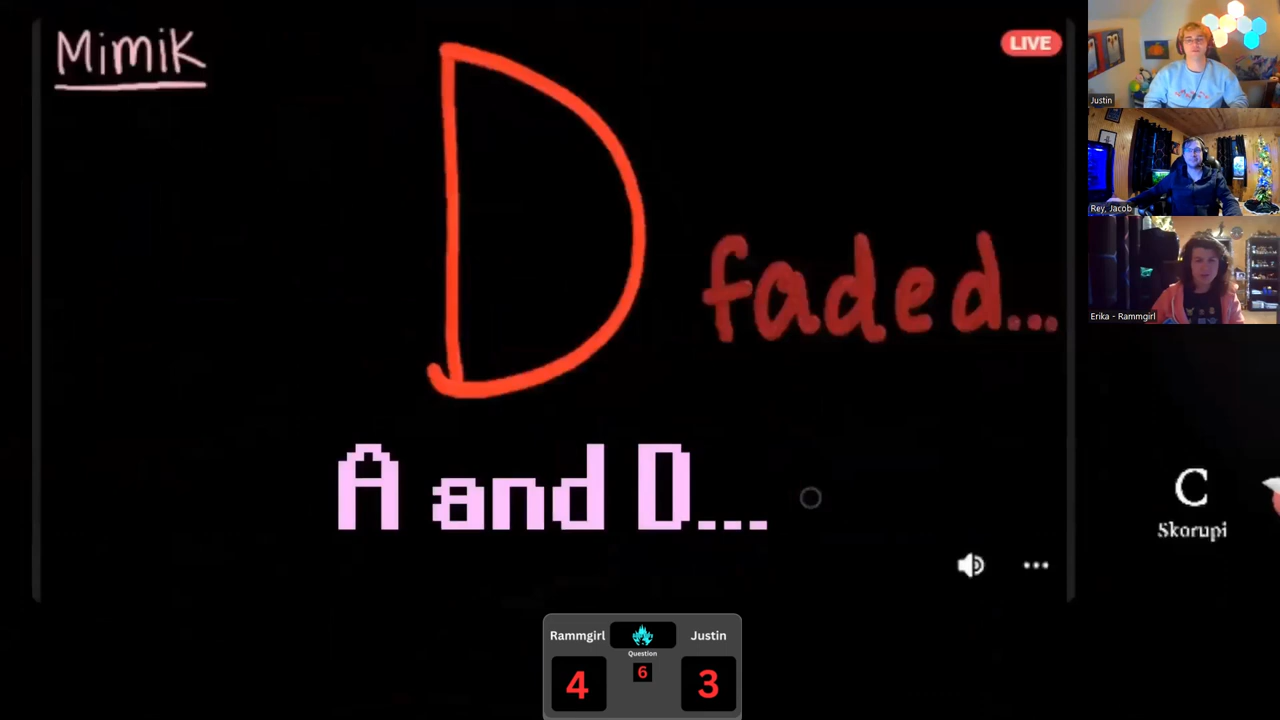 Mimik
D
LIVE
faded...
A and D...
C
Skorupi
Justin
Rey, Jacob
Erika - Rammgirl
Rammgirl
Justin
Question
4
6
3